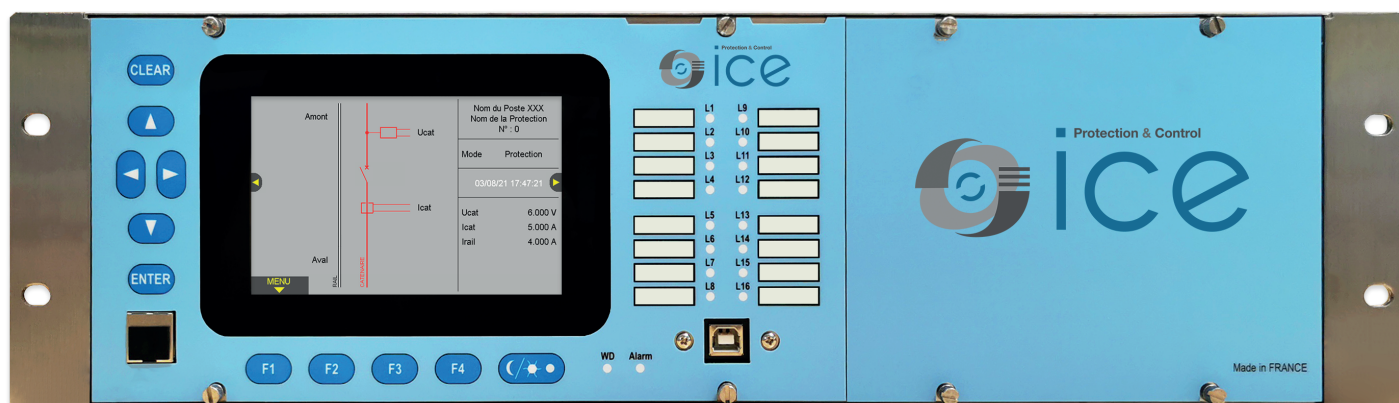 CLEAR
ENTER
Amont
Ucat
Icat
Aval
MENU
RAIL
CATENAIRE
Nom du Poste XXX
Nom de la Protection
N° : 0
Mode Protection
03/08/21 17:47:21
Ucat 6.000 V
Icat 5.000 A
Irail 4.000 A
F1 F2 F3 F4
WD Alarm
Protection & Control
ice
L1 L9
L2 L10
L3 L11
L4 L12
L5 L13
L6 L14
L7 L15
L8 L16
Protection & Control
ice
Made in FRANCE